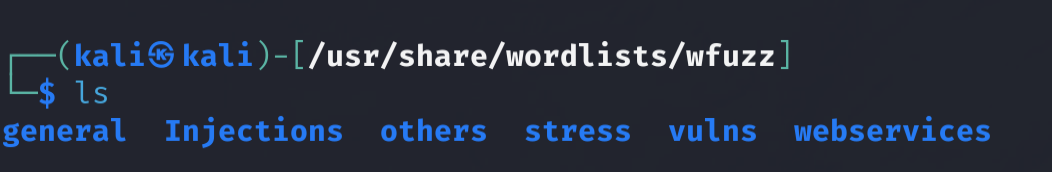 ┌──(kali㉿kali)-[/usr/share/wordlists/wfuzz]
└─$ ls
general  Injections  others  stress  vulns  webservices